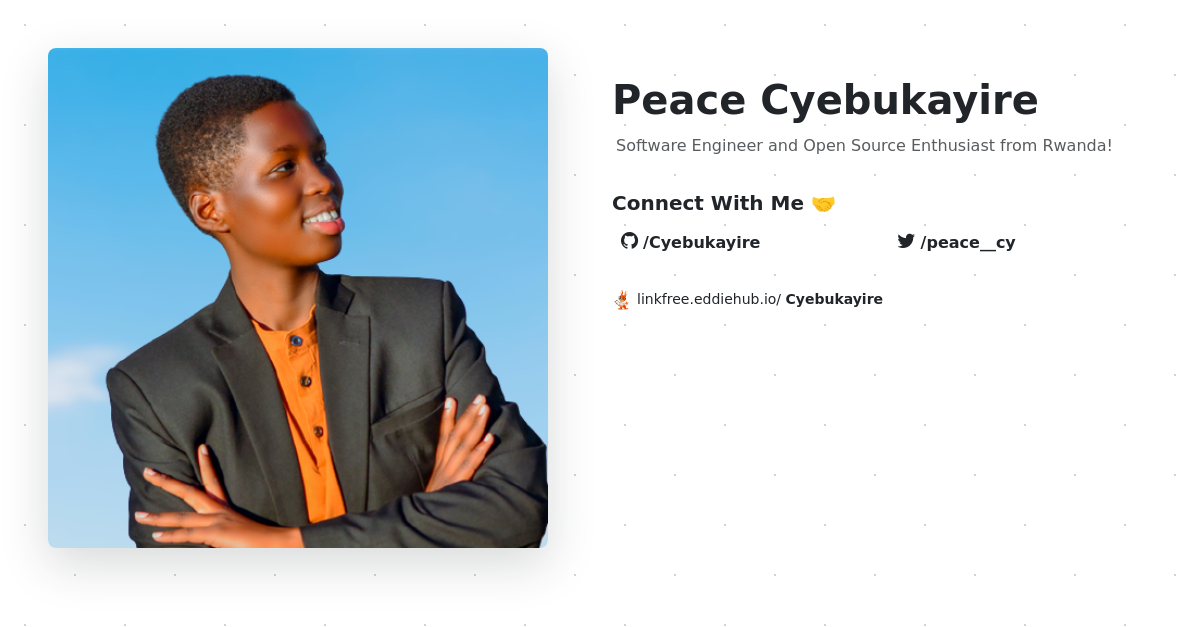 Peace Cyebukayire
Software Engineer and Open Source Enthusiast from Rwanda!
Connect With Me 🤝
/Cyebukayire
/peace__cy
linkfree.eddiehub.io/ Cyebukayire